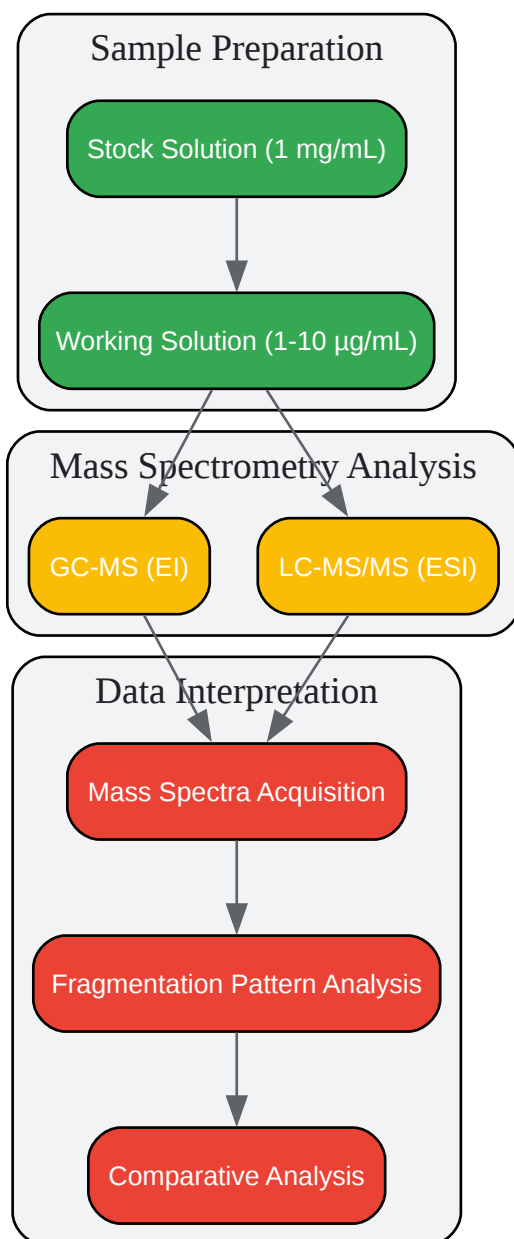 Sample Preparation
Stock Solution (1 mg/mL)
Working Solution (1-10 µg/mL)
Mass Spectrometry Analysis
GC-MS (EI)
LC-MS/MS (ESI)
Data Interpretation
Mass Spectra Acquisition
Fragmentation Pattern Analysis
Comparative Analysis